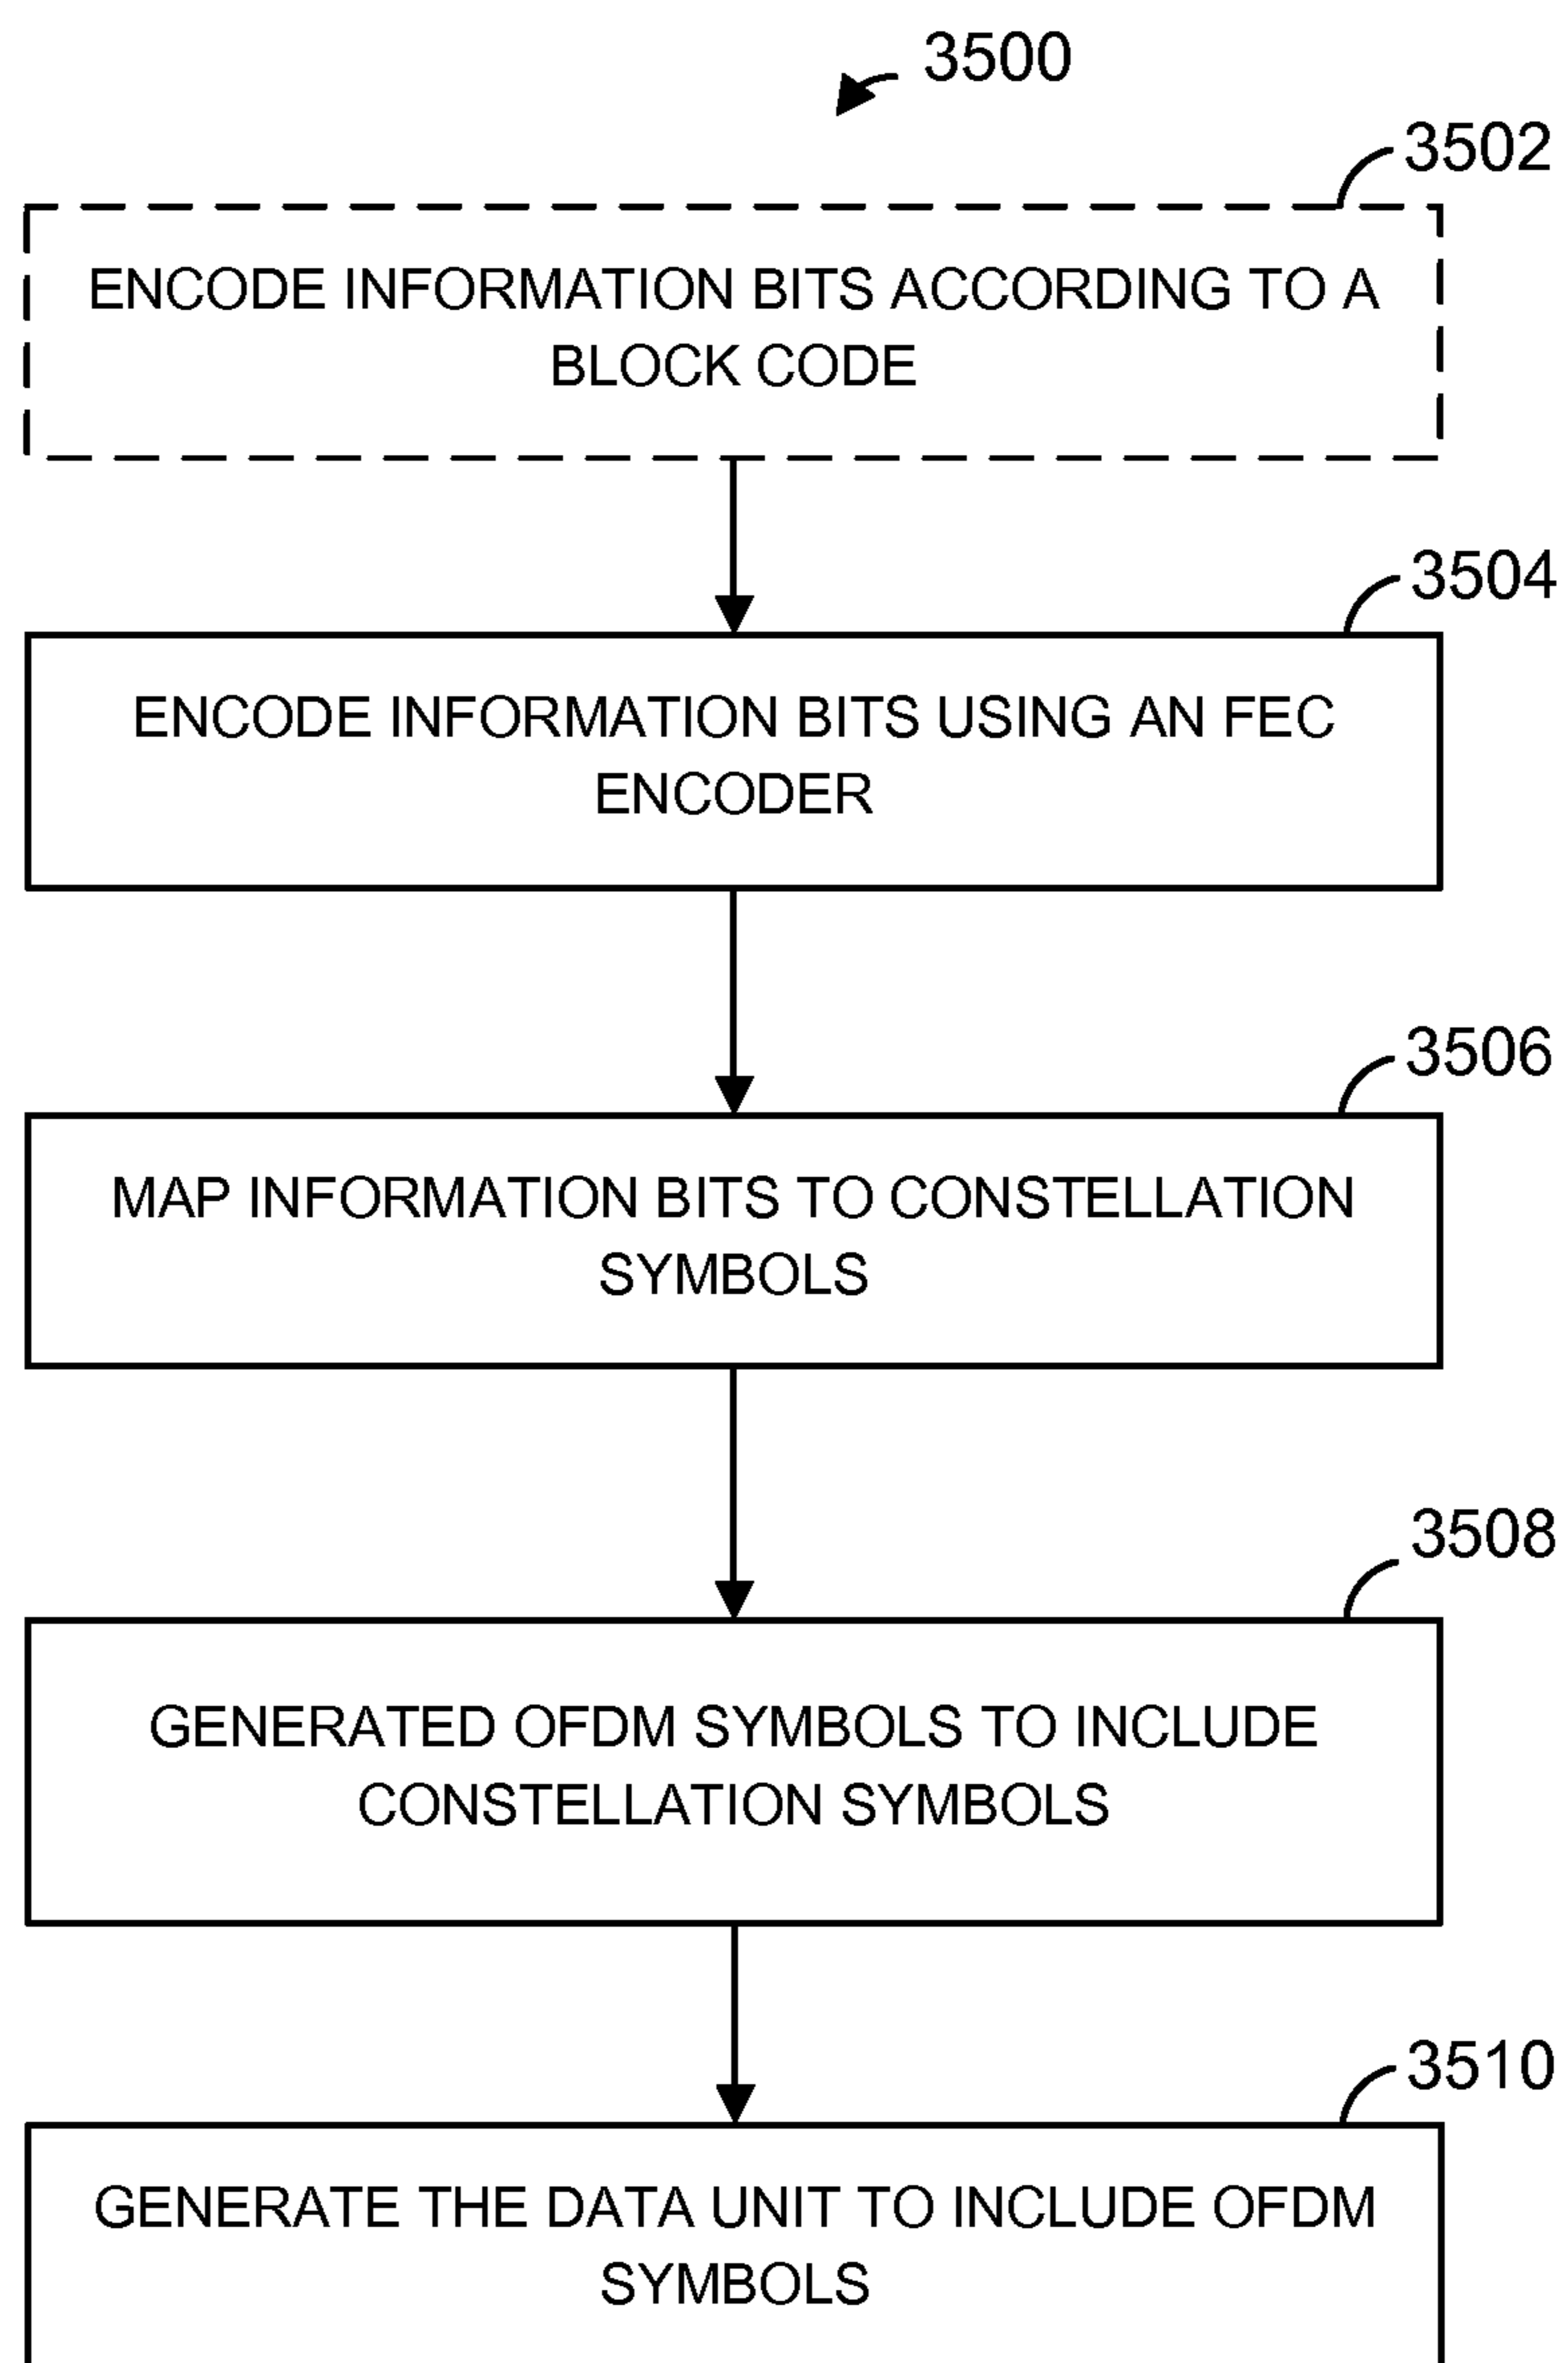 3500
3502
ENCODE INFORMATION BITS ACCORDING TO A
BLOCK CODE
3504
ENCODE INFORMATION BITS USING AN FEC
ENCODER
3506
MAP INFORMATION BITS TO CONSTELLATION
SYMBOLS
3508
GENERATED OFDM SYMBOLS TO INCLUDE
CONSTELLATION SYMBOLS
3510
GENERATE THE DATA UNIT TO INCLUDE OFDM
SYMBOLS